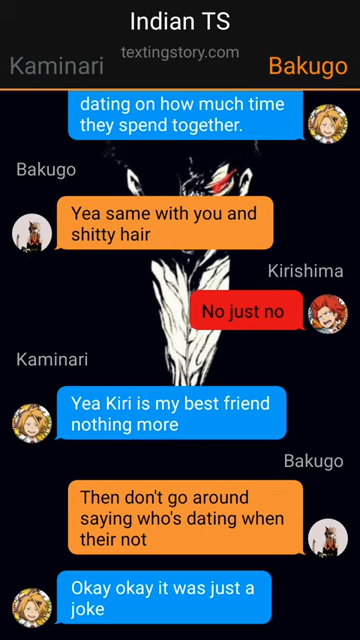 Indian TS
textingstory.com
Kaminari
Bakugo
dating on how much time
they spend together.
Bakugo
Yea same with you and
shitty hair
Kirishima
No just no
Kaminari
Yea Kiri is my best friend
nothing more
Bakugo
Then don't go around
saying who's dating when
their not
Okay okay it was just a
joke